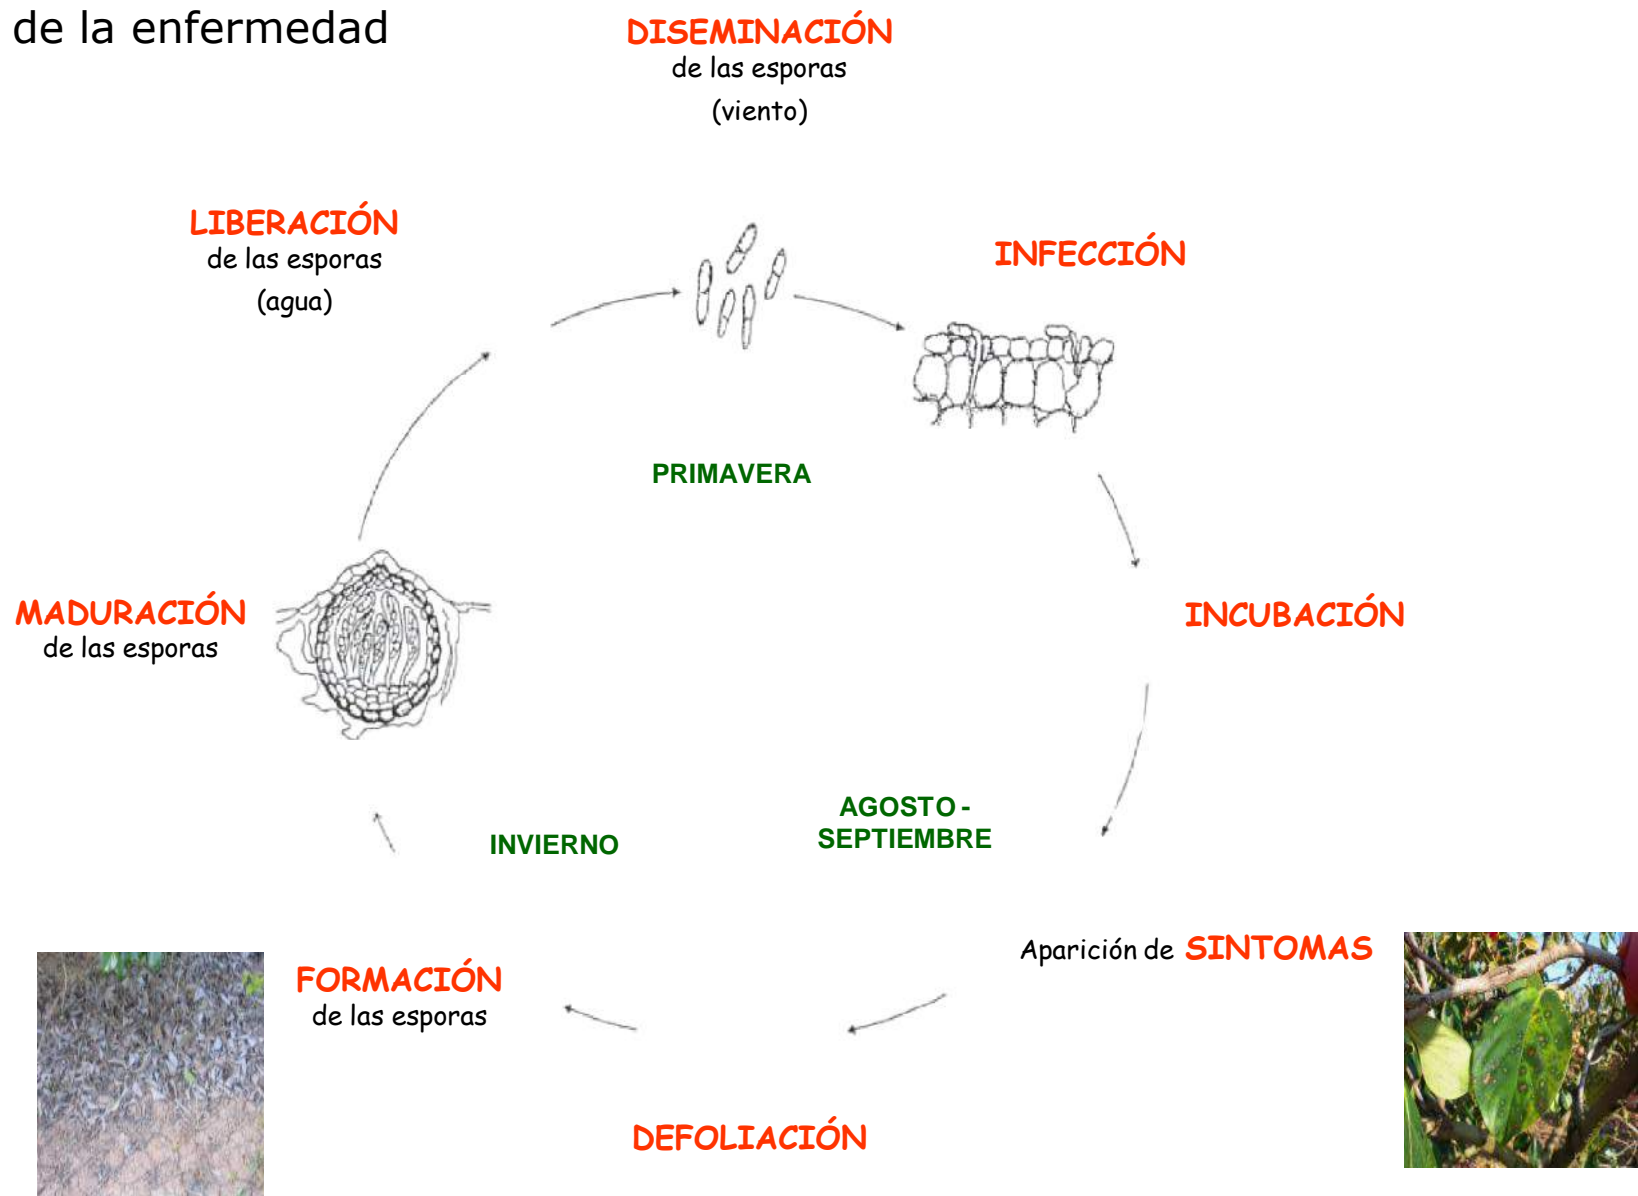 de la enfermedad
DISEMINACIÓN
de las esporas
(viento)
LIBERACIÓN
de las esporas
(agua)
INFECCIÓN
PRIMAVERA
MADURACIÓN
de las esporas
INCUBACIÓN
AGOSTO -
SEPTIEMBRE
INVIERNO
Aparición de SINTOMAS
FORMACIÓN
de las esporas
DEFOLIACIÓN